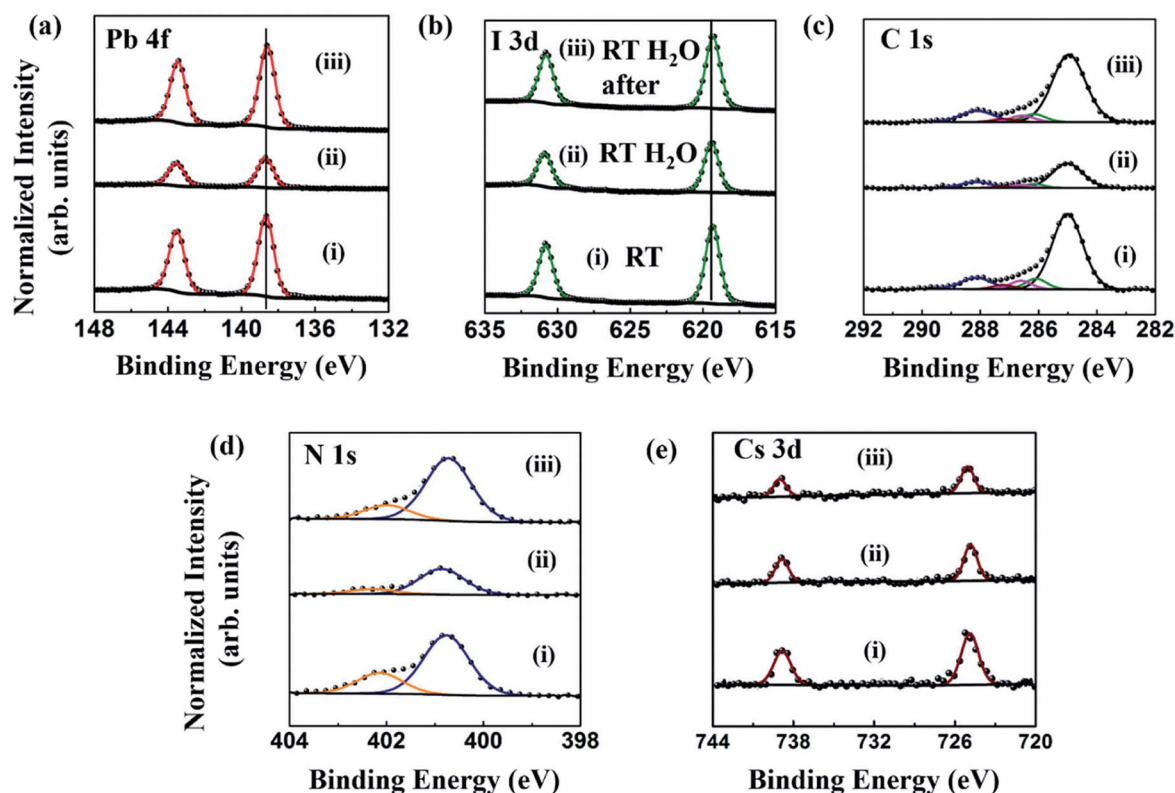 (a)
Pb 4f
(iii)
(ii)
(i)
148 144 140 136 132
Binding Energy (eV)
Normalized Intensity
(arb. units)
(b)
I 3d
(iii) RT H₂O
after
(ii) RT H₂O
(i) RT
635 630 625 620 615
Binding Energy (eV)
(c)
C 1s
(iii)
(ii)
(i)
292 290 288 286 284 282
Binding Energy (eV)
(d)
N 1s
(iii)
(ii)
(i)
404 402 400 398
Binding Energy (eV)
Normalized Intensity
(arb. units)
(e)
Cs 3d
(iii)
(ii)
(i)
744 738 732 726 720
Binding Energy (eV)